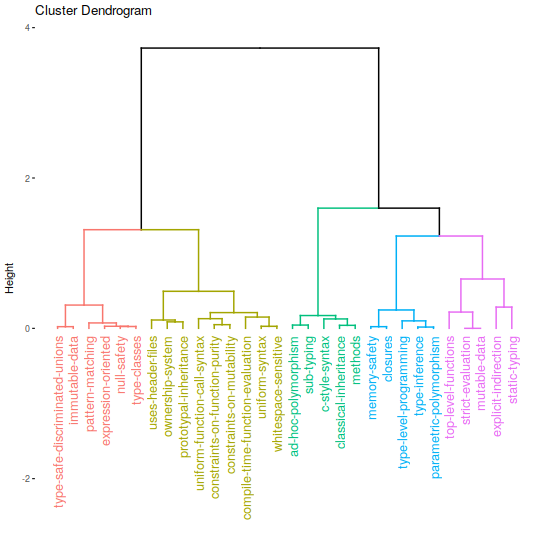 Cluster Dendrogram
4
2
0
-2
Height
type-safe-discriminated-unions
immutable-data
pattern-matching
expression-oriented
null-safety
type-classes
uses-header-files
ownership-system
prototypal-inheritance
uniform-function-call-syntax
constraints-on-function-purity
constraints-on-mutability
compile-time-function-evaluation
uniform-syntax
whitespace-sensitive
ad-hoc-polymorphism
sub-typing
c-style-syntax
classical-inheritance
methods
memory-safety
closures
type-level-programming
type-inference
parametric-polymorphism
top-level-functions
strict-evaluation
mutable-data
explicit-indirection
static-typing